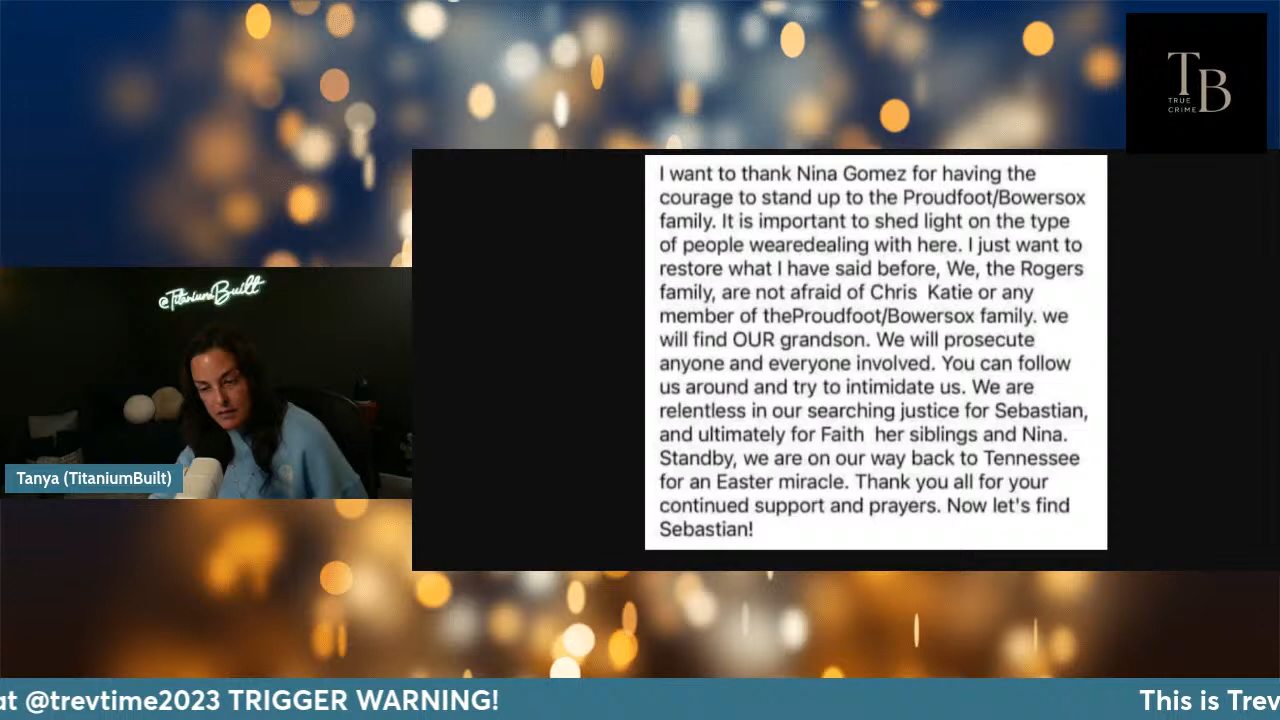 TB
TRUE
CRIME
I want to thank Nina Gomez for having the
courage to stand up to the Proudfoot/Bowersox
family. It is important to shed light on the type
of people wearedealing with here. I just want to
restore what I have said before, We, the Rogers
family, are not afraid of Chris  Katie or any
member of theProudfoot/Bowersox family. we
will find OUR grandson. We will prosecute
anyone and everyone involved. You can follow
us around and try to intimidate us. We are
relentless in our searching justice for Sebastian,
and ultimately for Faith  her siblings and Nina.
Standby, we are on our way back to Tennessee
for an Easter miracle. Thank you all for your
continued support and prayers. Now let's find
Sebastian!
@TitaniumBuilt
Tanya (TitaniumBuilt)
at @trevtime2023 TRIGGER WARNING!
This is Trev